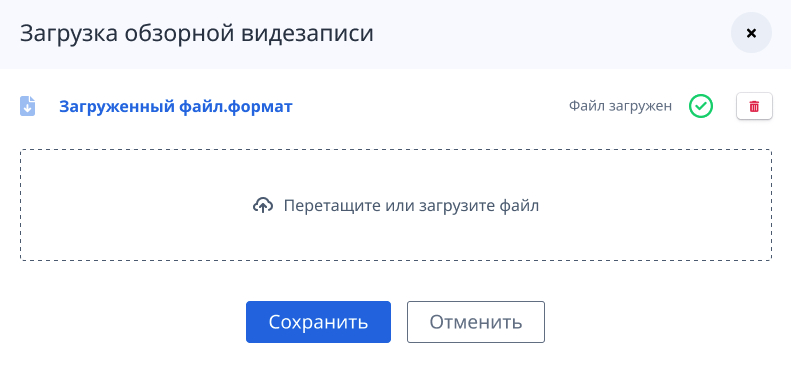 Загрузка обзорной видезаписи
Загруженный файл.формат
Файл загружен
Перетащите или загрузите файл
Сохранить
Отменить